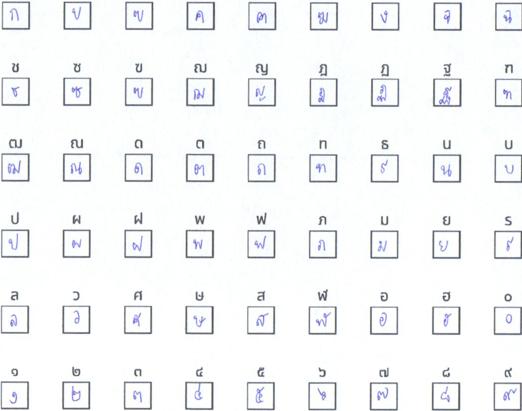 ก ข ฃ ค ฅ ฆ ง จ ฉ
ช ซ ข ฌ ญ ฎ ฏ ฐ ฑ
ช ซ ข ฌ ญ ฎ ฏ ฐ ฑ
ฒ ณ ด ต ถ ท ธ น บ
ฒ ณ ด ต ถ ท ธ น บ
ป ผ ฝ พ ฟ ภ ม ย ร
ป ผ ฝ พ ฟ ภ ม ย ร
ล ว ศ ษ ส ฬ อ ฮ ๐
ล ว ศ ษ ส ฬ อ ฮ ๐
๑ ๒ ๓ ๔ ๕ ๖ ๗ ๘ ๙
๑ ๒ ๓ ๔ ๕ ๖ ๗ ๘ ๙